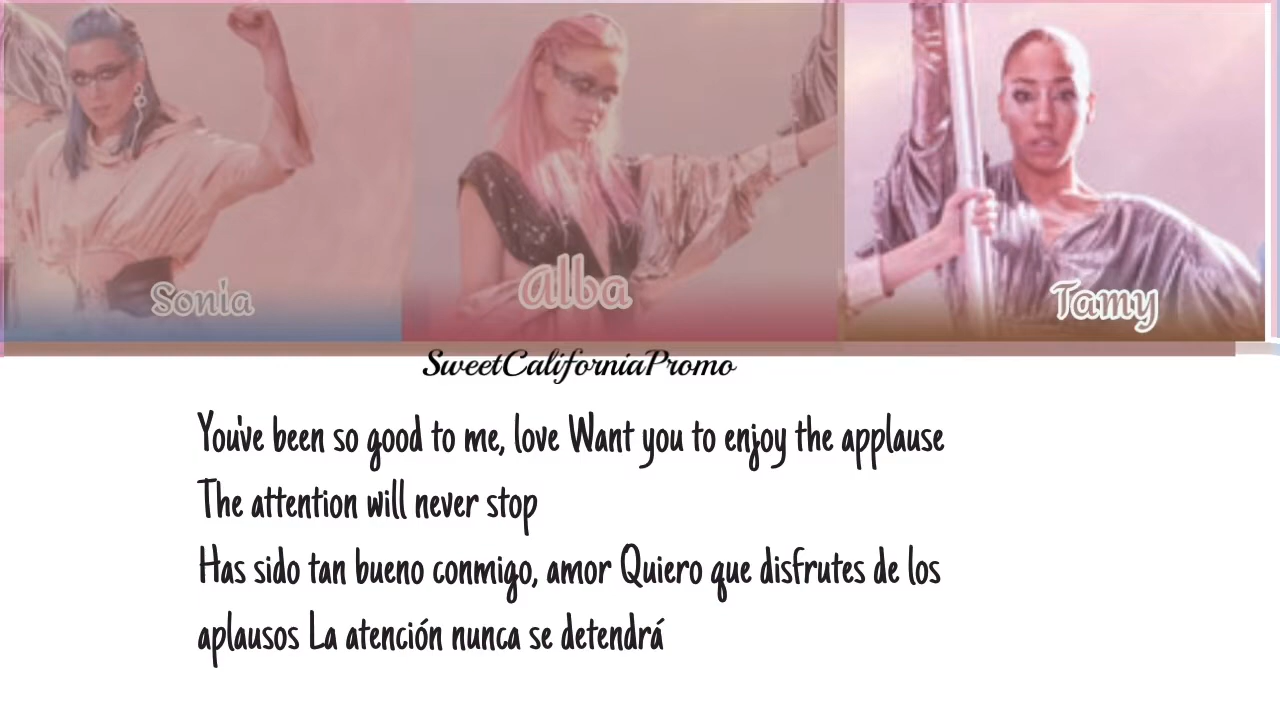 Sonia
Alba
Tamy
SweetCaliforniaPromo
You've been so good to me, love Want you to enjoy the applause
The attention will never stop
Has sido tan bueno conmigo, amor Quiero que disfrutes de los
aplausos La atención nunca se detendrá